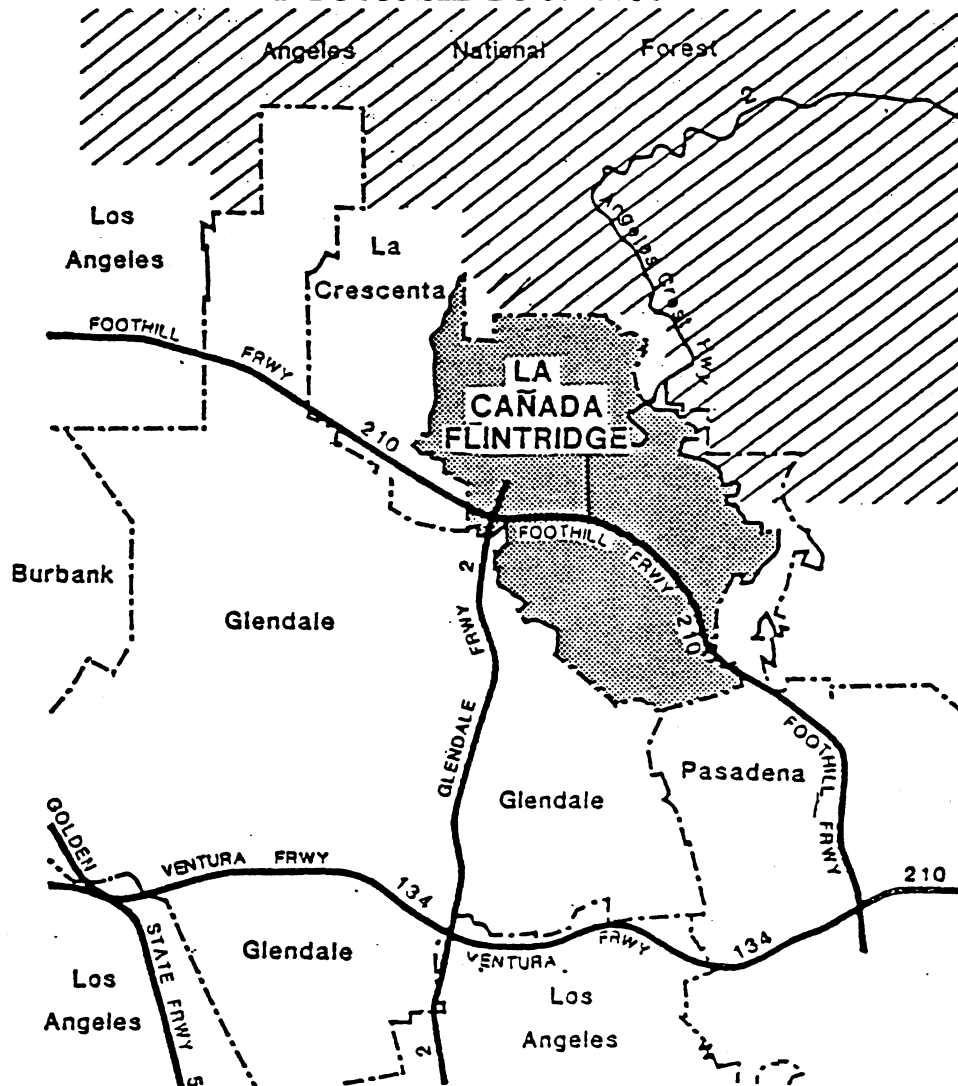 Angeles National Forest
2
Los
Angeles
La
Crescenta
Angeles Crest HWY
FOOTHILL FRWY 210
LA
CAÑADA
FLINTRIDGE
FOOTHILL FRWY 210
2
Burbank
Glendale
GLENDALE FRWY
FOOTHILL FRWY
Pasadena
Glendale
GOLDEN STATE FRWY 5
VENTURA FRWY 134
VENTURA FRWY 134
210
Glendale
Los
Angeles
Los
Angeles
2